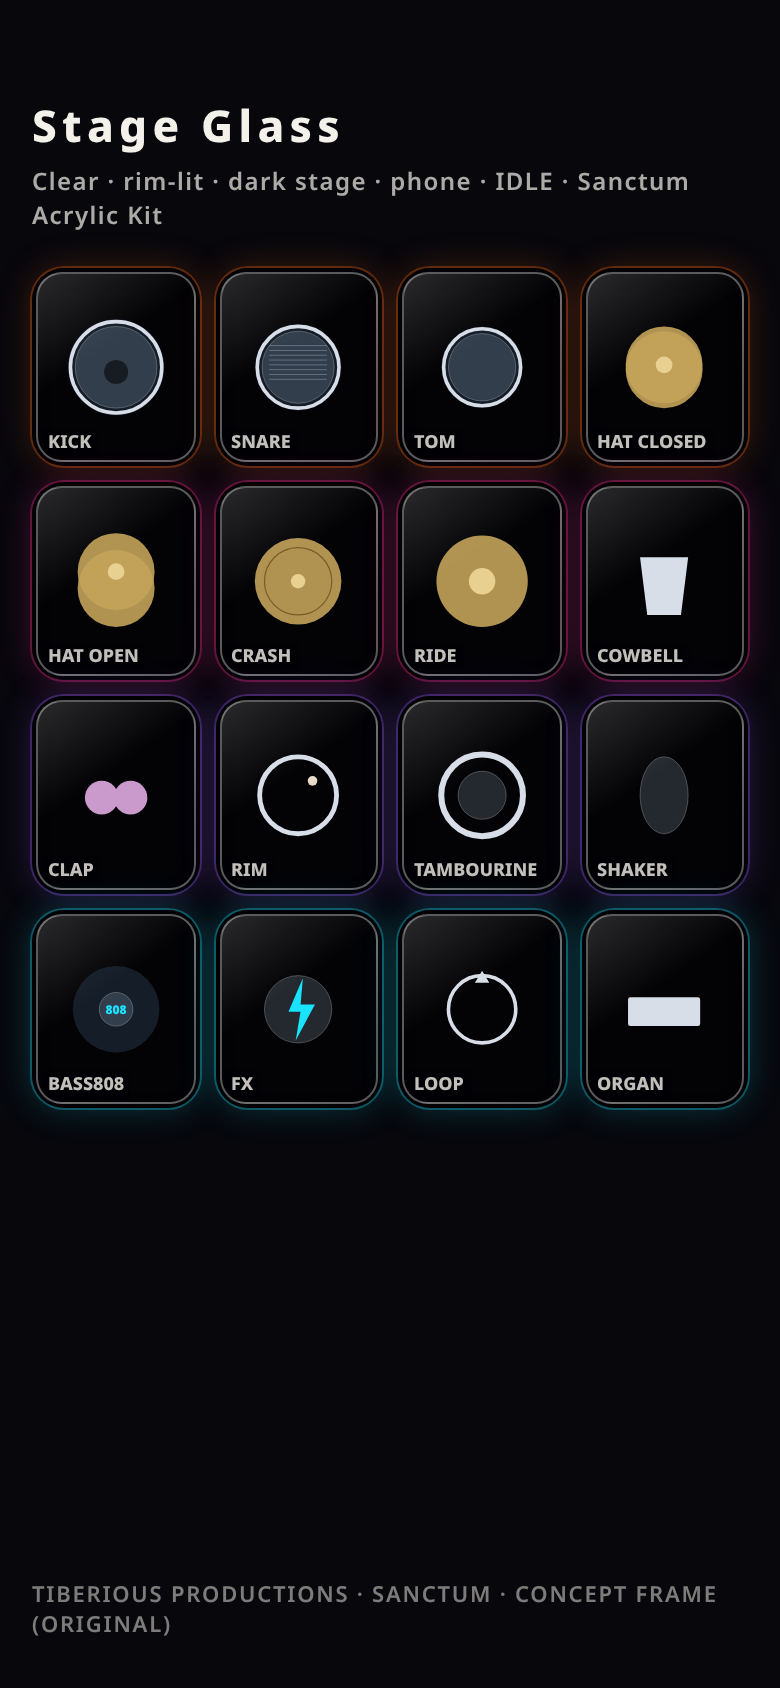 Stage Glass
Clear · rim-lit · dark stage · phone · IDLE · Sanctum
Acrylic Kit
KICK
SNARE
TOM
HAT CLOSED
HAT OPEN
CRASH
RIDE
COWBELL
CLAP
RIM
TAMBOURINE
SHAKER
808
BASS808
FX
LOOP
ORGAN
TIBERIOUS PRODUCTIONS · SANCTUM · CONCEPT FRAME
(ORIGINAL)